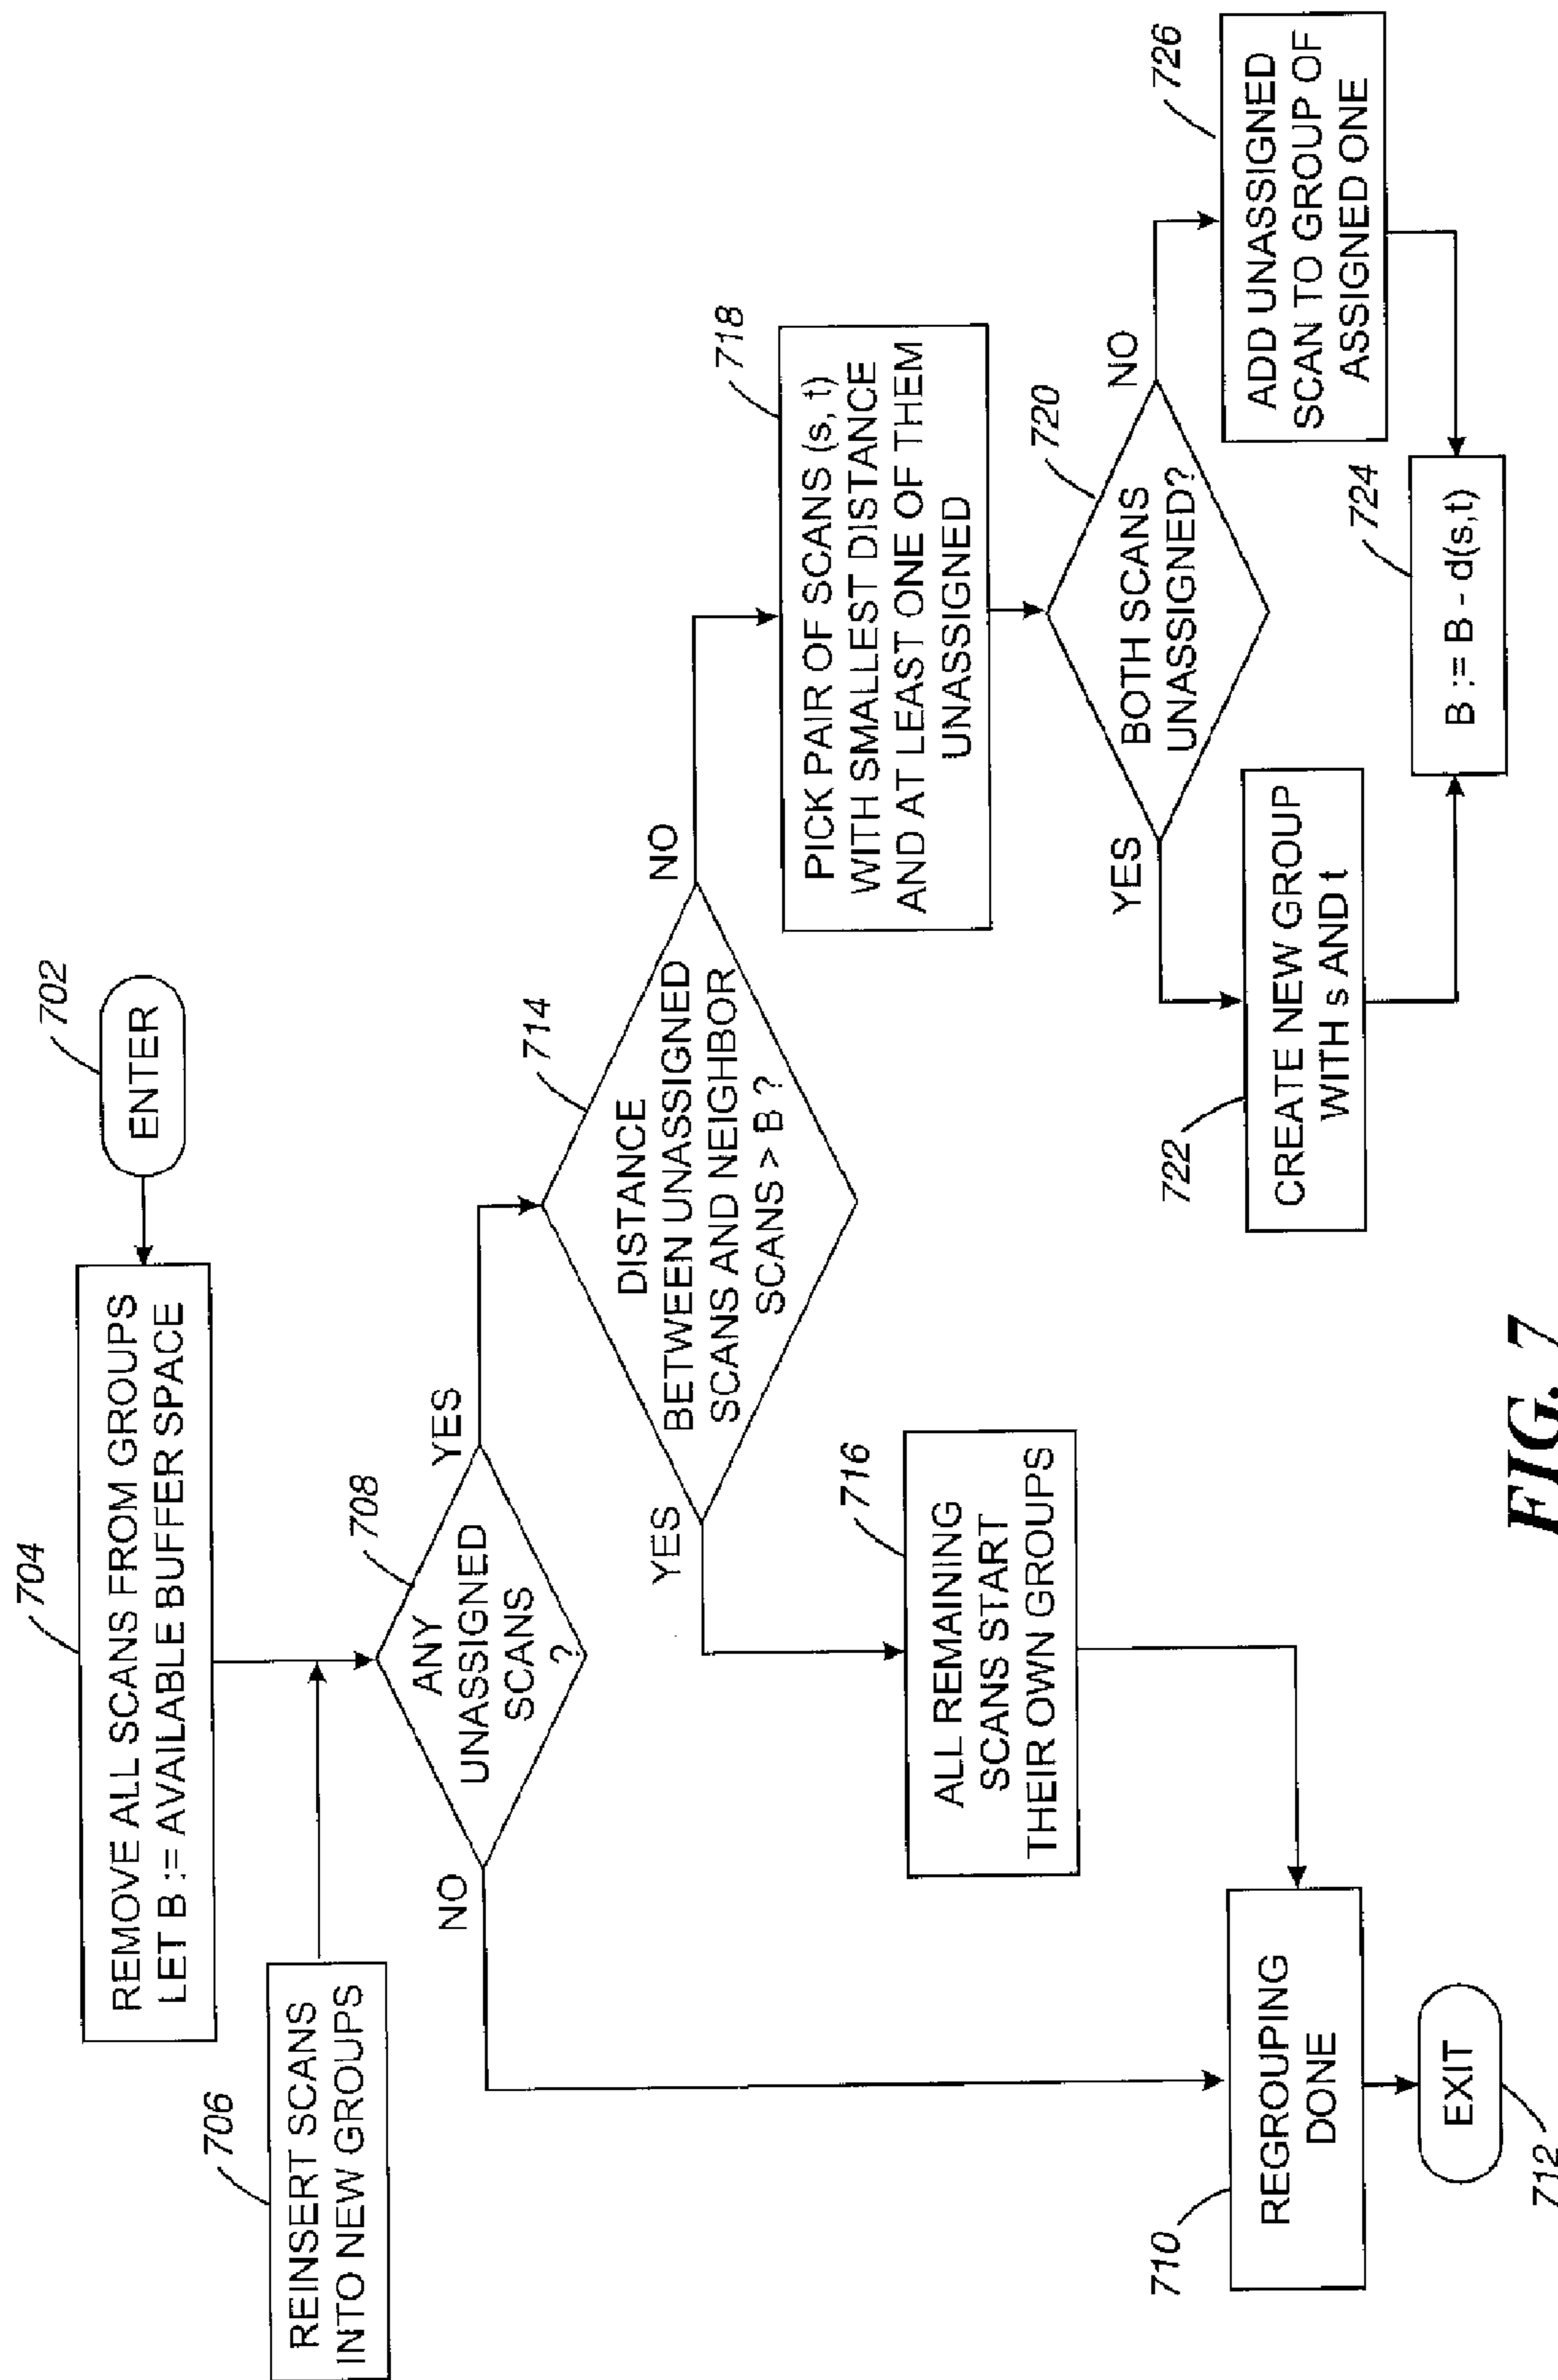 702
ENTER
704
REMOVE ALL SCANS FROM GROUPS
LET B := AVAILABLE BUFFER SPACE
706
REINSERT SCANS
INTO NEW GROUPS
708
ANY
UNASSIGNED
SCANS
?
NO
YES
714
DISTANCE
BETWEEN UNASSIGNED
SCANS AND NEIGHBOR
SCANS > B ?
YES
NO
716
ALL REMAINING
SCANS START
THEIR OWN GROUPS
718
PICK PAIR OF SCANS (s, t)
WITH SMALLEST DISTANCE
AND AT LEAST ONE OF THEM
UNASSIGNED
720
BOTH SCANS
UNASSIGNED?
YES
NO
710
REGROUPING
DONE
722
CREATE NEW GROUP
WITH s AND t
726
ADD UNASSIGNED
SCAN TO GROUP OF
ASSIGNED ONE
724
B := B - d(s,t)
EXIT
712
FIG. 7